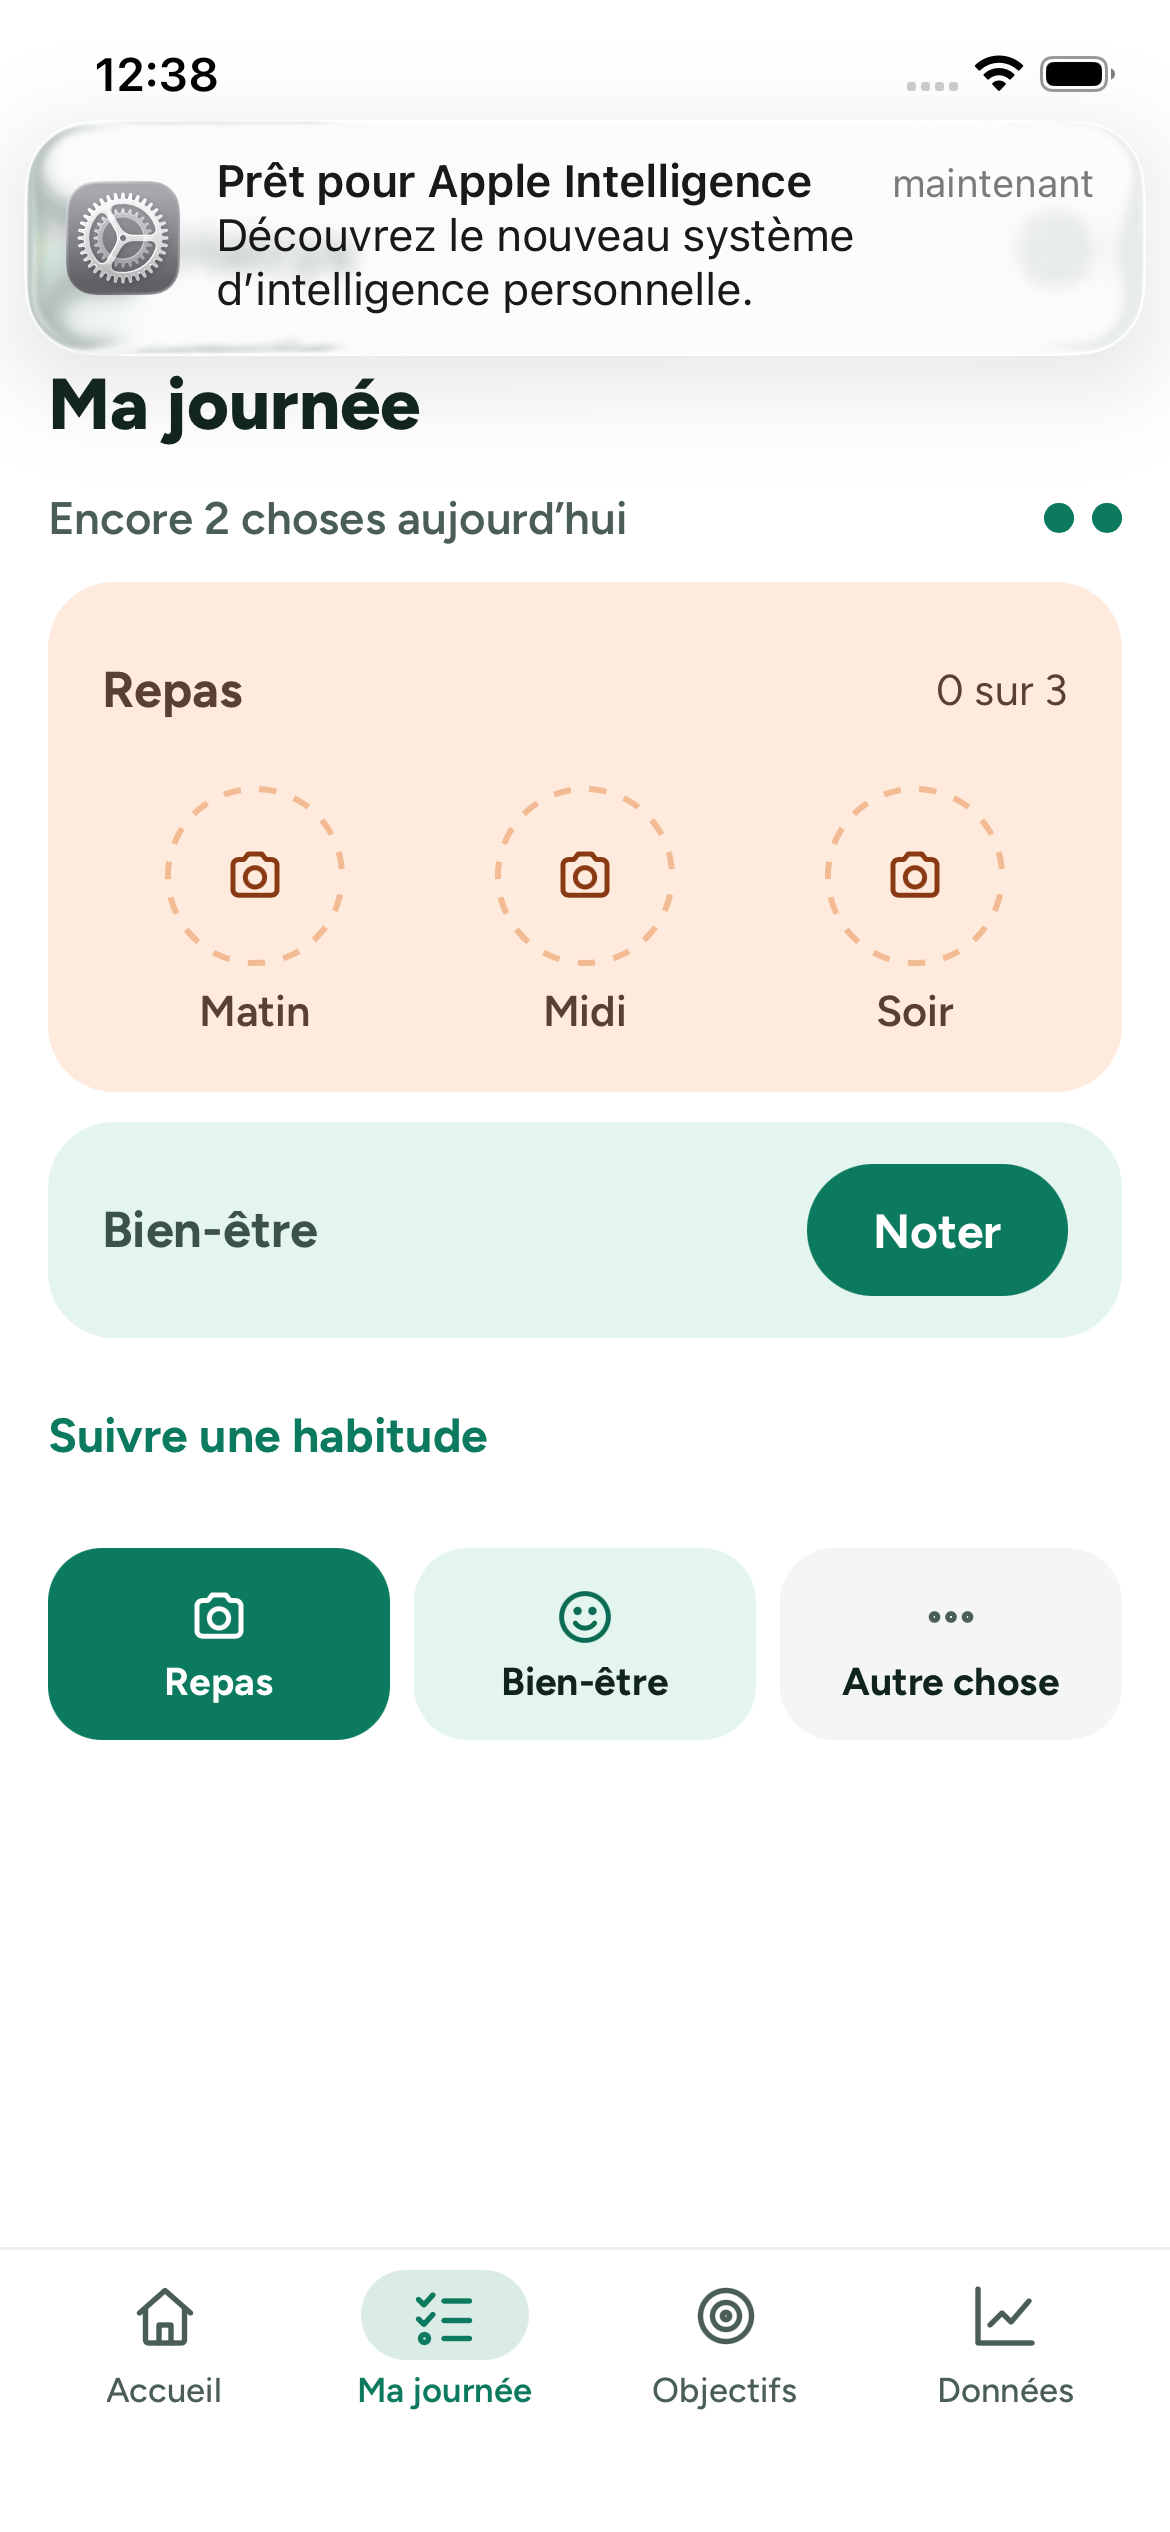 12:38
Prêt pour Apple Intelligence
maintenant
Découvrez le nouveau système
d’intelligence personnelle.
Ma journée
Encore 2 choses aujourd’hui
Repas
0 sur 3
Matin
Midi
Soir
Bien-être
Noter
Suivre une habitude
Repas
Bien-être
Autre chose
Accueil
Ma journée
Objectifs
Données